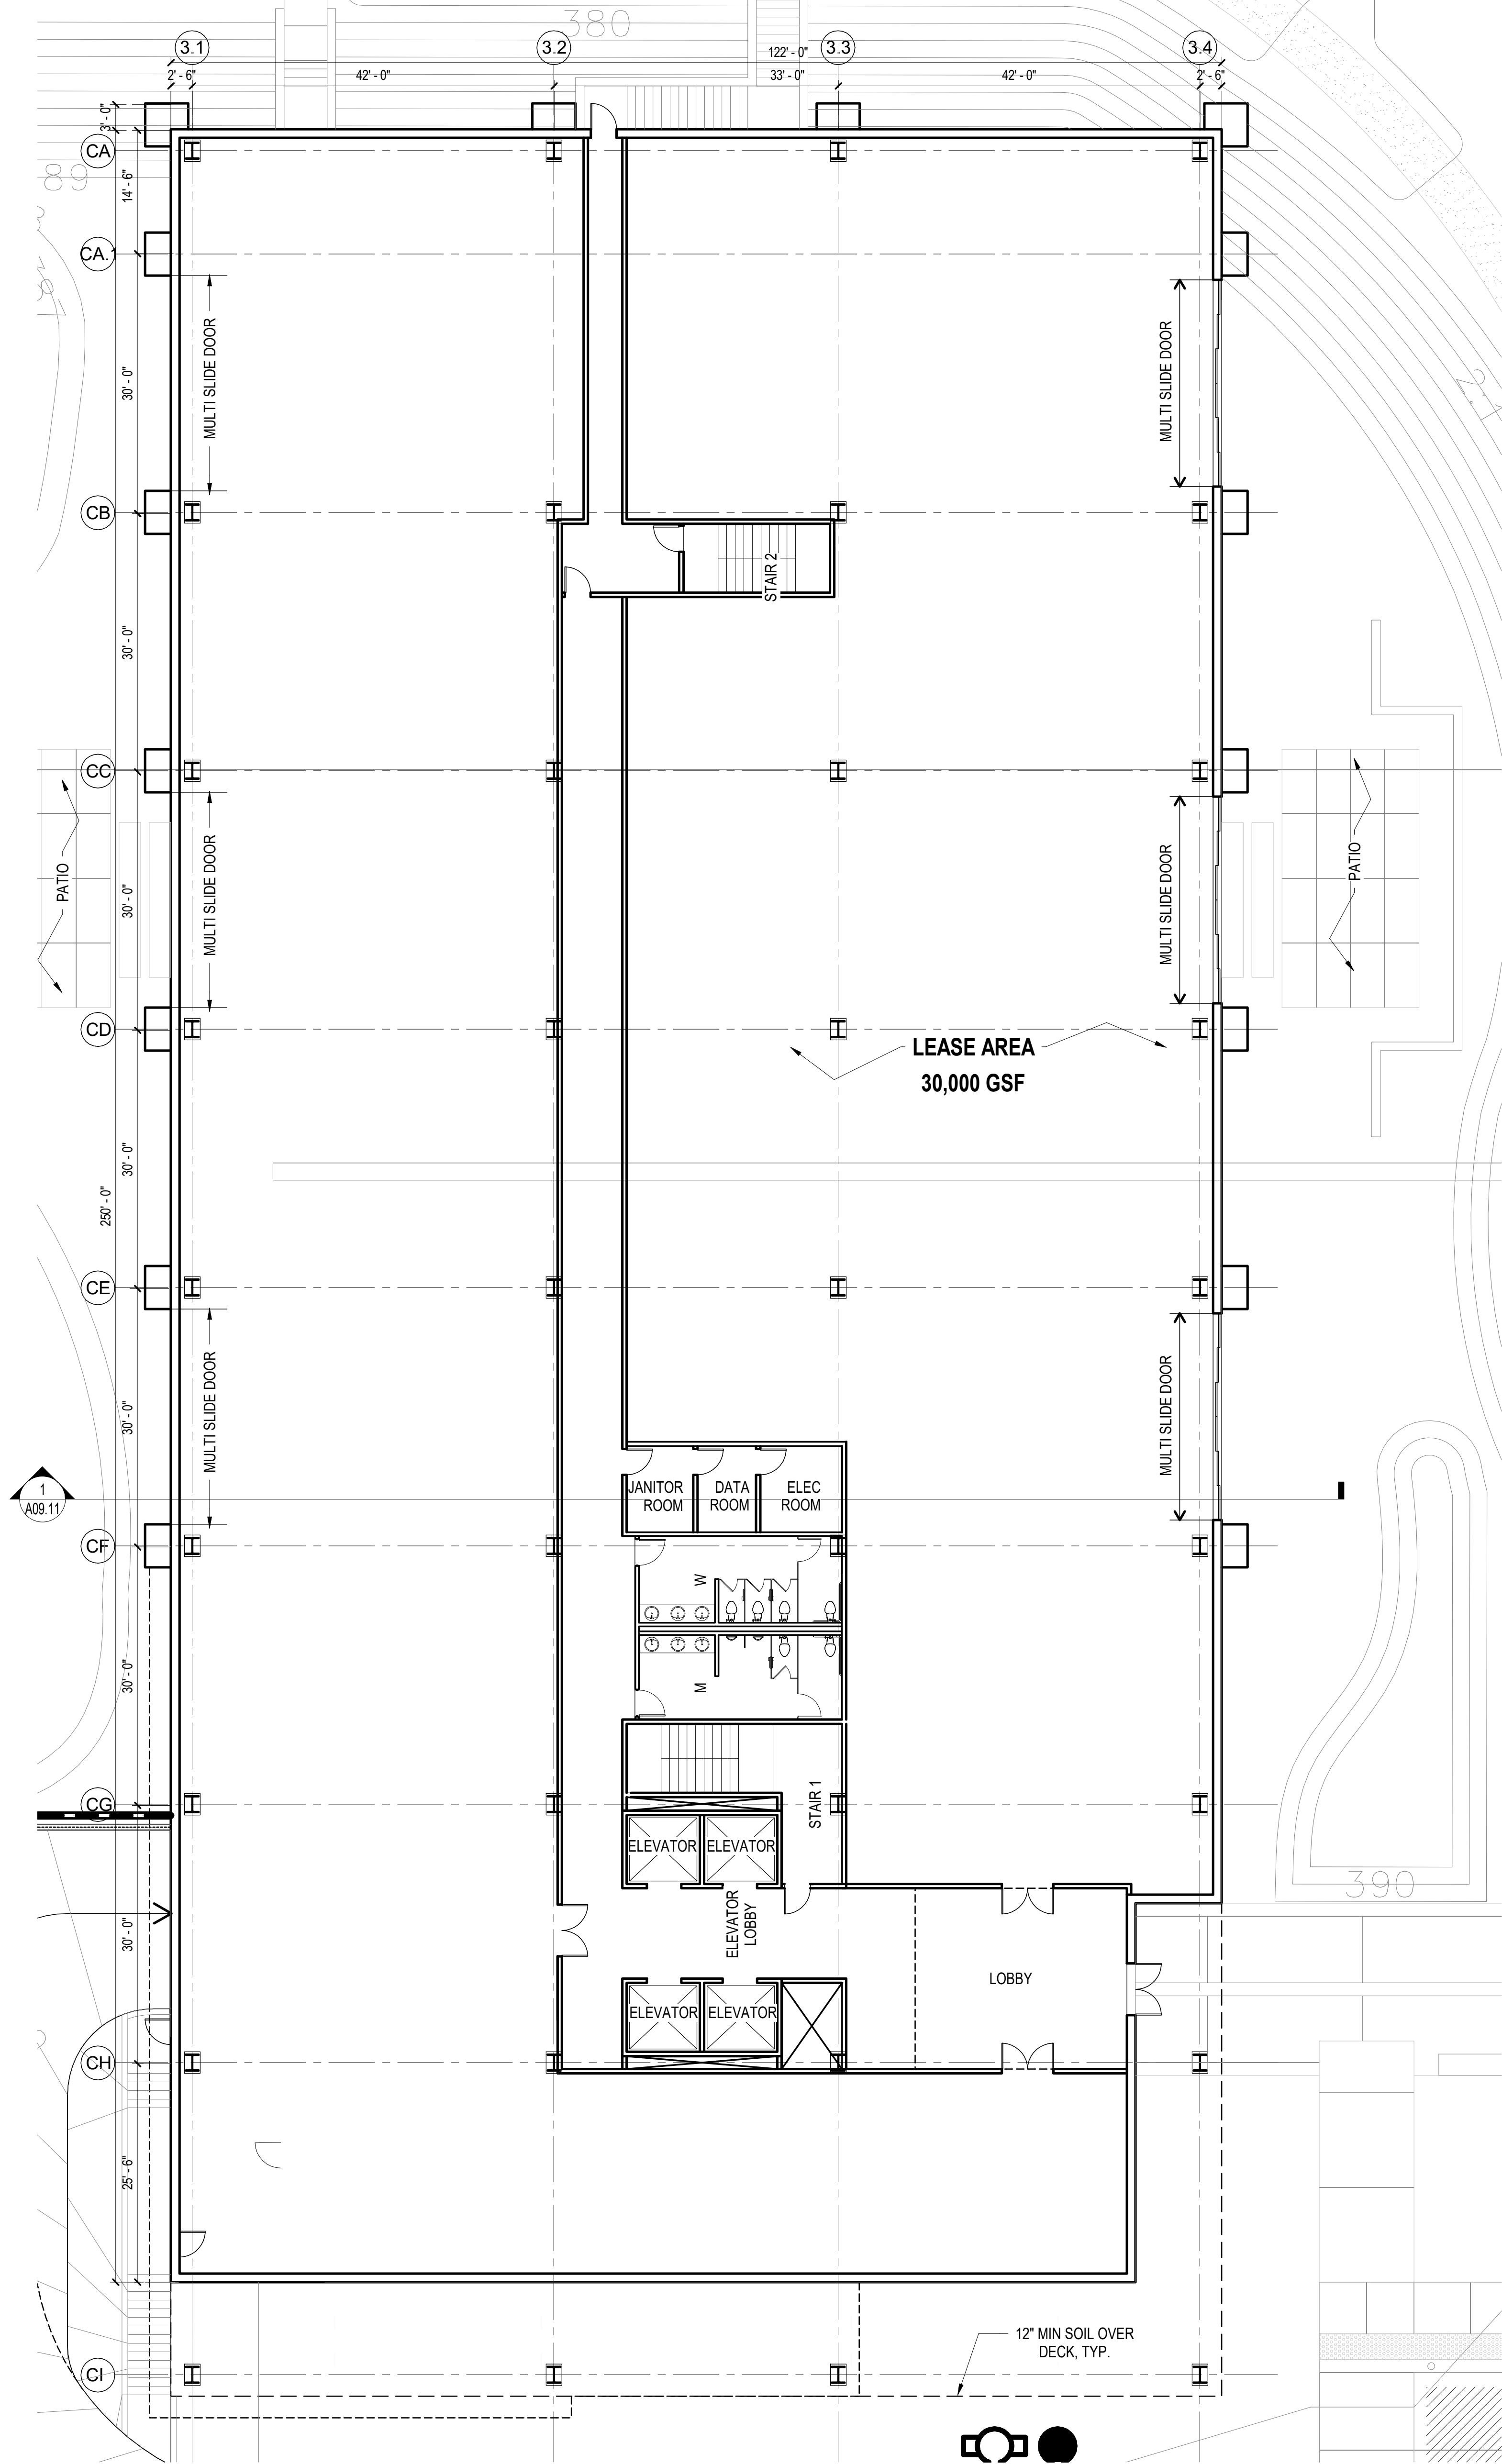 380
3.1
3.2
3.3
3.4
122' - 0"
2' - 6"
42' - 0"
33' - 0"
42' - 0"
2' - 6"
3' - 0"
CA
14' - 6"
CA.1
30' - 0"
MULTI SLIDE DOOR
MULTI SLIDE DOOR
CB
STAIR 2
30' - 0"
CC
PATIO
30' - 0"
MULTI SLIDE DOOR
MULTI SLIDE DOOR
PATIO
CD
LEASE AREA
30,000 GSF
30' - 0"
250' - 0"
CE
30' - 0"
MULTI SLIDE DOOR
MULTI SLIDE DOOR
1
A09.11
JANITOR
ROOM
DATA
ROOM
ELEC
ROOM
CF
W
M
30' - 0"
CG
STAIR 1
ELEVATOR
ELEVATOR
390
30' - 0"
ELEVATOR
LOBBY
LOBBY
ELEVATOR
ELEVATOR
CH
25' - 6"
12" MIN SOIL OVER
DECK, TYP.
CI